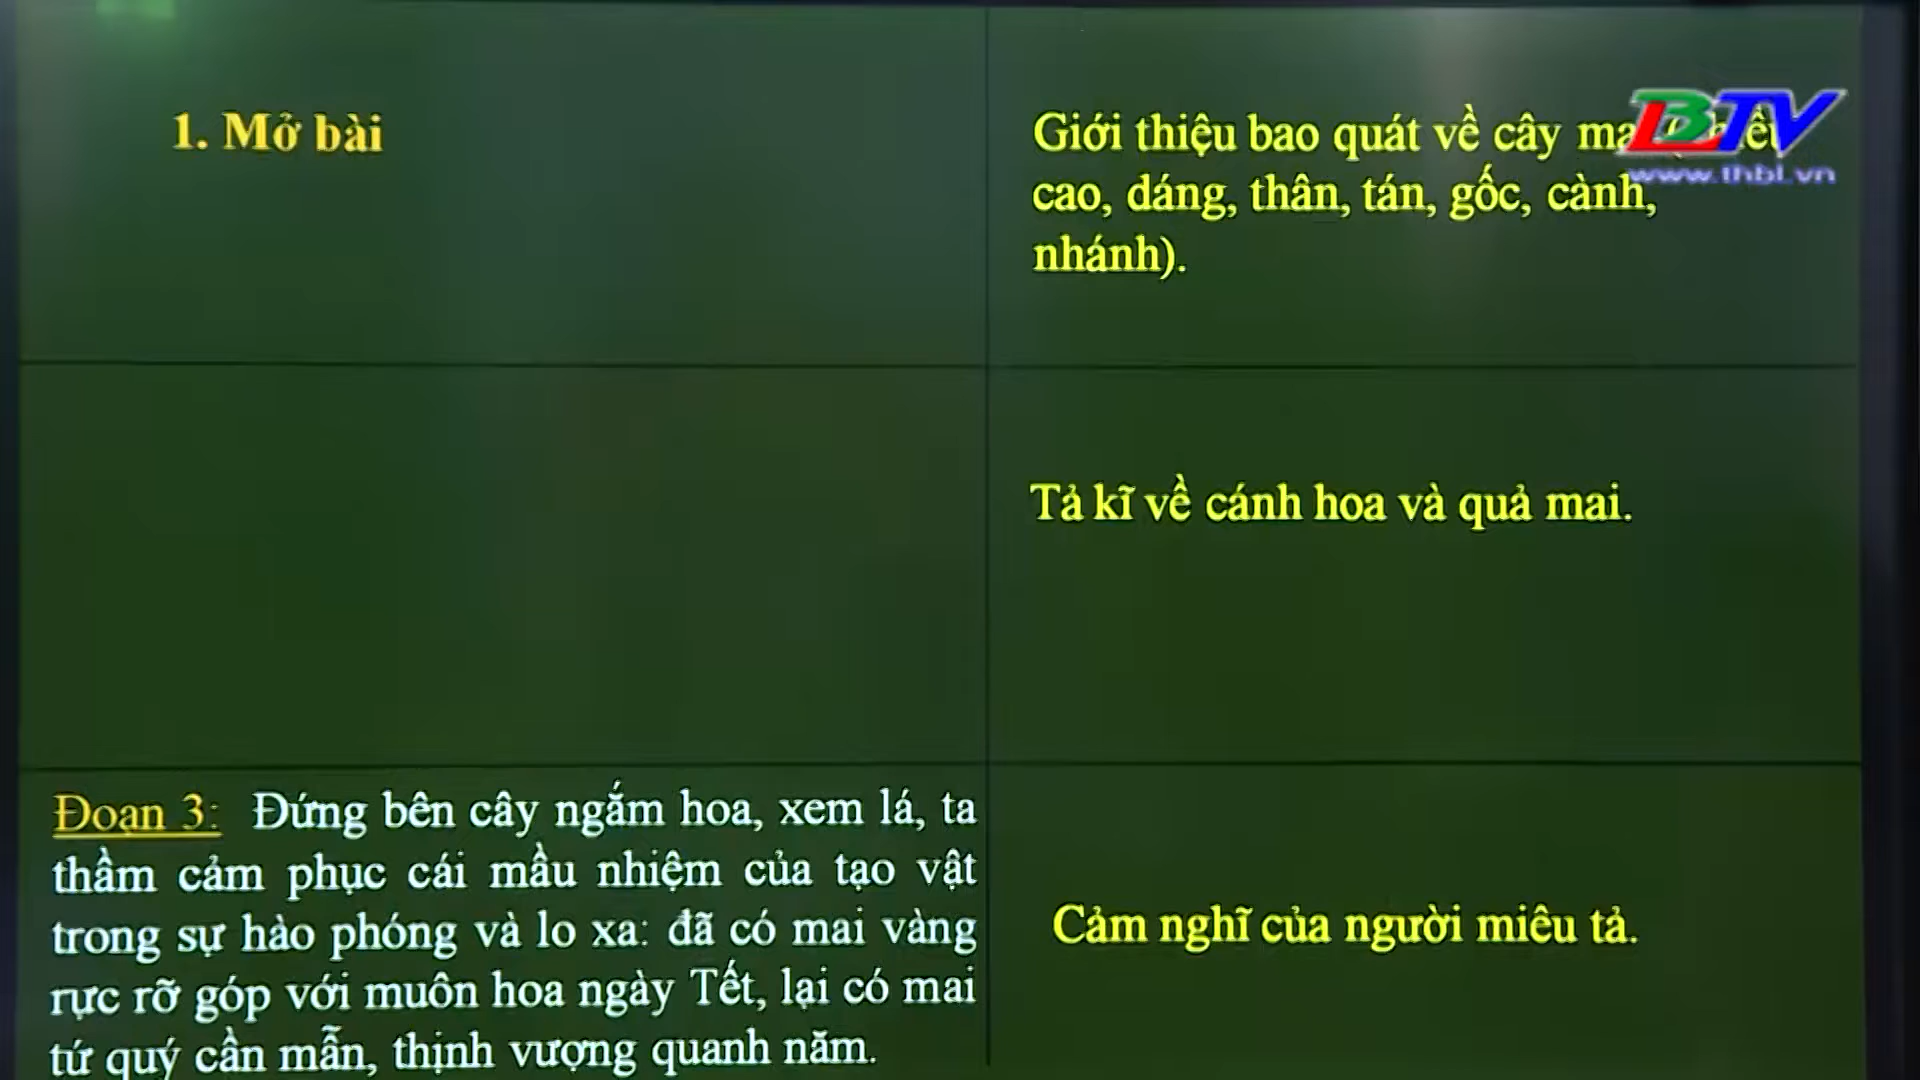 1. Mở bài
Giới thiệu bao quát về cây
cao, dáng, thân, tán, gốc, cành,
nhánh).
BTV
www.thbl.vn
Tả kĩ về cánh hoa và quả mai.
Đoạn 3: Đứng bên cây ngắm hoa, xem lá, ta
thầm cảm phục cái mầu nhiệm của tạo vật
trong sự hào phóng và lo xa: đã có mai vàng
rực rỡ góp với muôn hoa ngày Tết, lại có mai
tứ quý cần mẫn, thịnh vượng quanh năm.
Cảm nghĩ của người miêu tả.